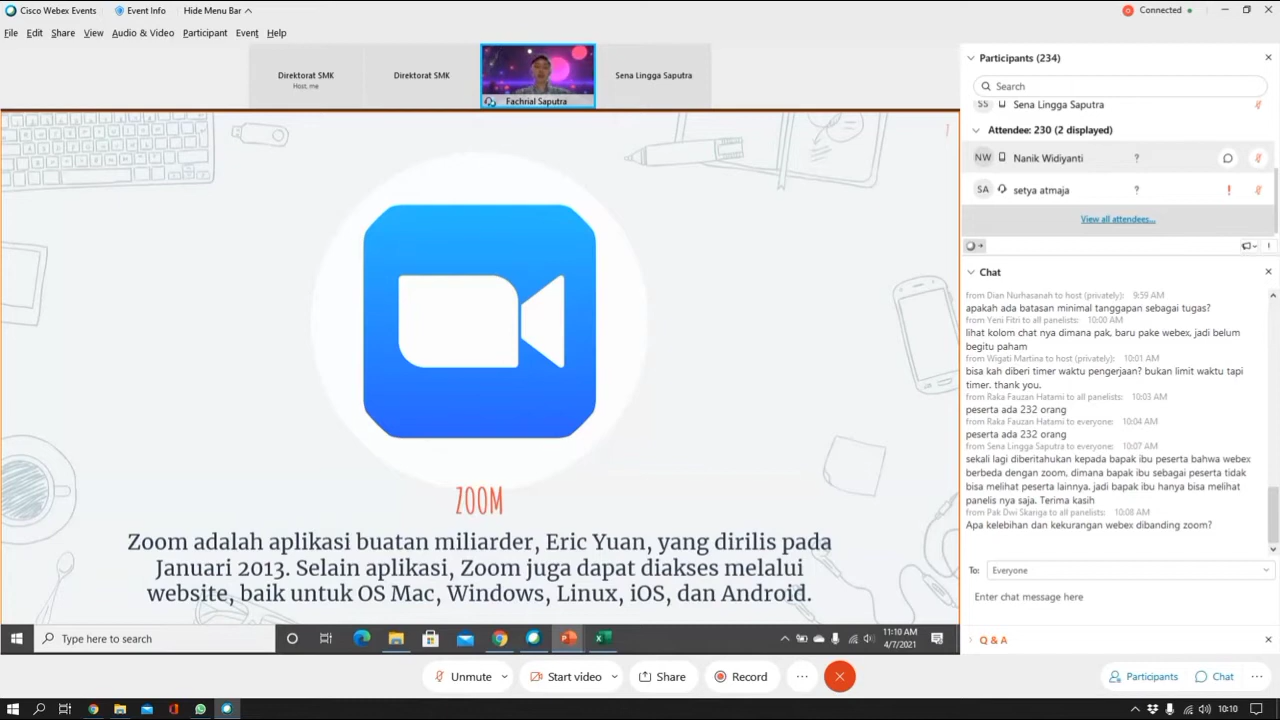 Cisco Webex Events
Event Info
Hide Menu Bar
Connected
File Edit Share View Audio & Video Participant Event Help
Direktorat SMK
Host, me
Direktorat SMK
Fachrial Saputra
Sena Lingga Saputra
ZOOM
Zoom adalah aplikasi buatan miliarder, Eric Yuan, yang dirilis pada
Januari 2013. Selain aplikasi, Zoom juga dapat diakses melalui
website, baik untuk OS Mac, Windows, Linux, iOS, dan Android.
Type here to search
11:10 AM
4/7/2021
Unmute
Start video
Share
Record
Participants (234)
Search
SS Sena Lingga Saputra
Attendee: 230 (2 displayed)
NW Nanik Widiyanti ?
SA setya atmaja ? !
View all attendees...
Chat
from Dian Nurhasanah to host (privately): 9:59 AM
apakah ada batasan minimal tanggapan sebagai tugas?
from Yeni Fitri to all panelists: 10:00 AM
lihat kolom chat nya dimana pak, baru pake webex, jadi belum
begitu paham
from Wigati Martina to host (privately): 10:01 AM
bisa kah diberi timer waktu pengerjaan? bukan limit waktu tapi
timer. thank you.
from Raka Fauzan Hatami to all panelists: 10:03 AM
peserta ada 232 orang
from Raka Fauzan Hatami to everyone: 10:04 AM
peserta ada 232 orang
from Sena Lingga Saputra to everyone: 10:07 AM
sekali lagi diberitahukan kepada bapak ibu peserta bahwa webex
berbeda dengan zoom, dimana bapak ibu sebagai peserta tidak
bisa melihat peserta lainnya. jadi bapak ibu hanya bisa melihat
panelis nya saja. Terima kasih
from Pak Dwi Skariga to all panelists: 10:08 AM
Apa kelebihan dan kekurangan webex dibanding zoom?
To: Everyone
Enter chat message here
Q & A
Participants
Chat
10:10